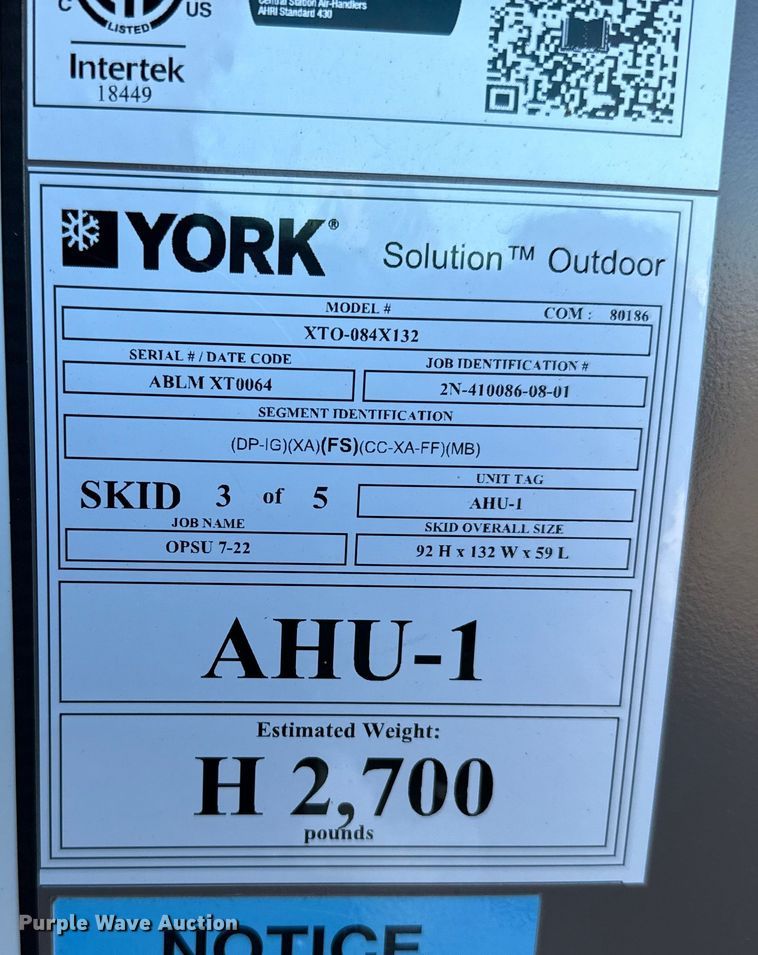 C US
LISTED
Intertek
18449
Central Station Air-Handlers
AHRI Standard 430
YORK®
Solution™ Outdoor
MODEL #
COM : 80186
XTO-084X132
SERIAL # / DATE CODE
JOB IDENTIFICATION #
ABLM XT0064
2N-410086-08-01
SEGMENT IDENTIFICATION
(DP-IG)(XA)(FS)(CC-XA-FF)(MB)
SKID 3 of 5
UNIT TAG
AHU-1
JOB NAME
SKID OVERALL SIZE
OPSU 7-22
92 H x 132 W x 59 L
AHU-1
Estimated Weight:
H 2,700
pounds
Purple Wave Auction
NOTICE